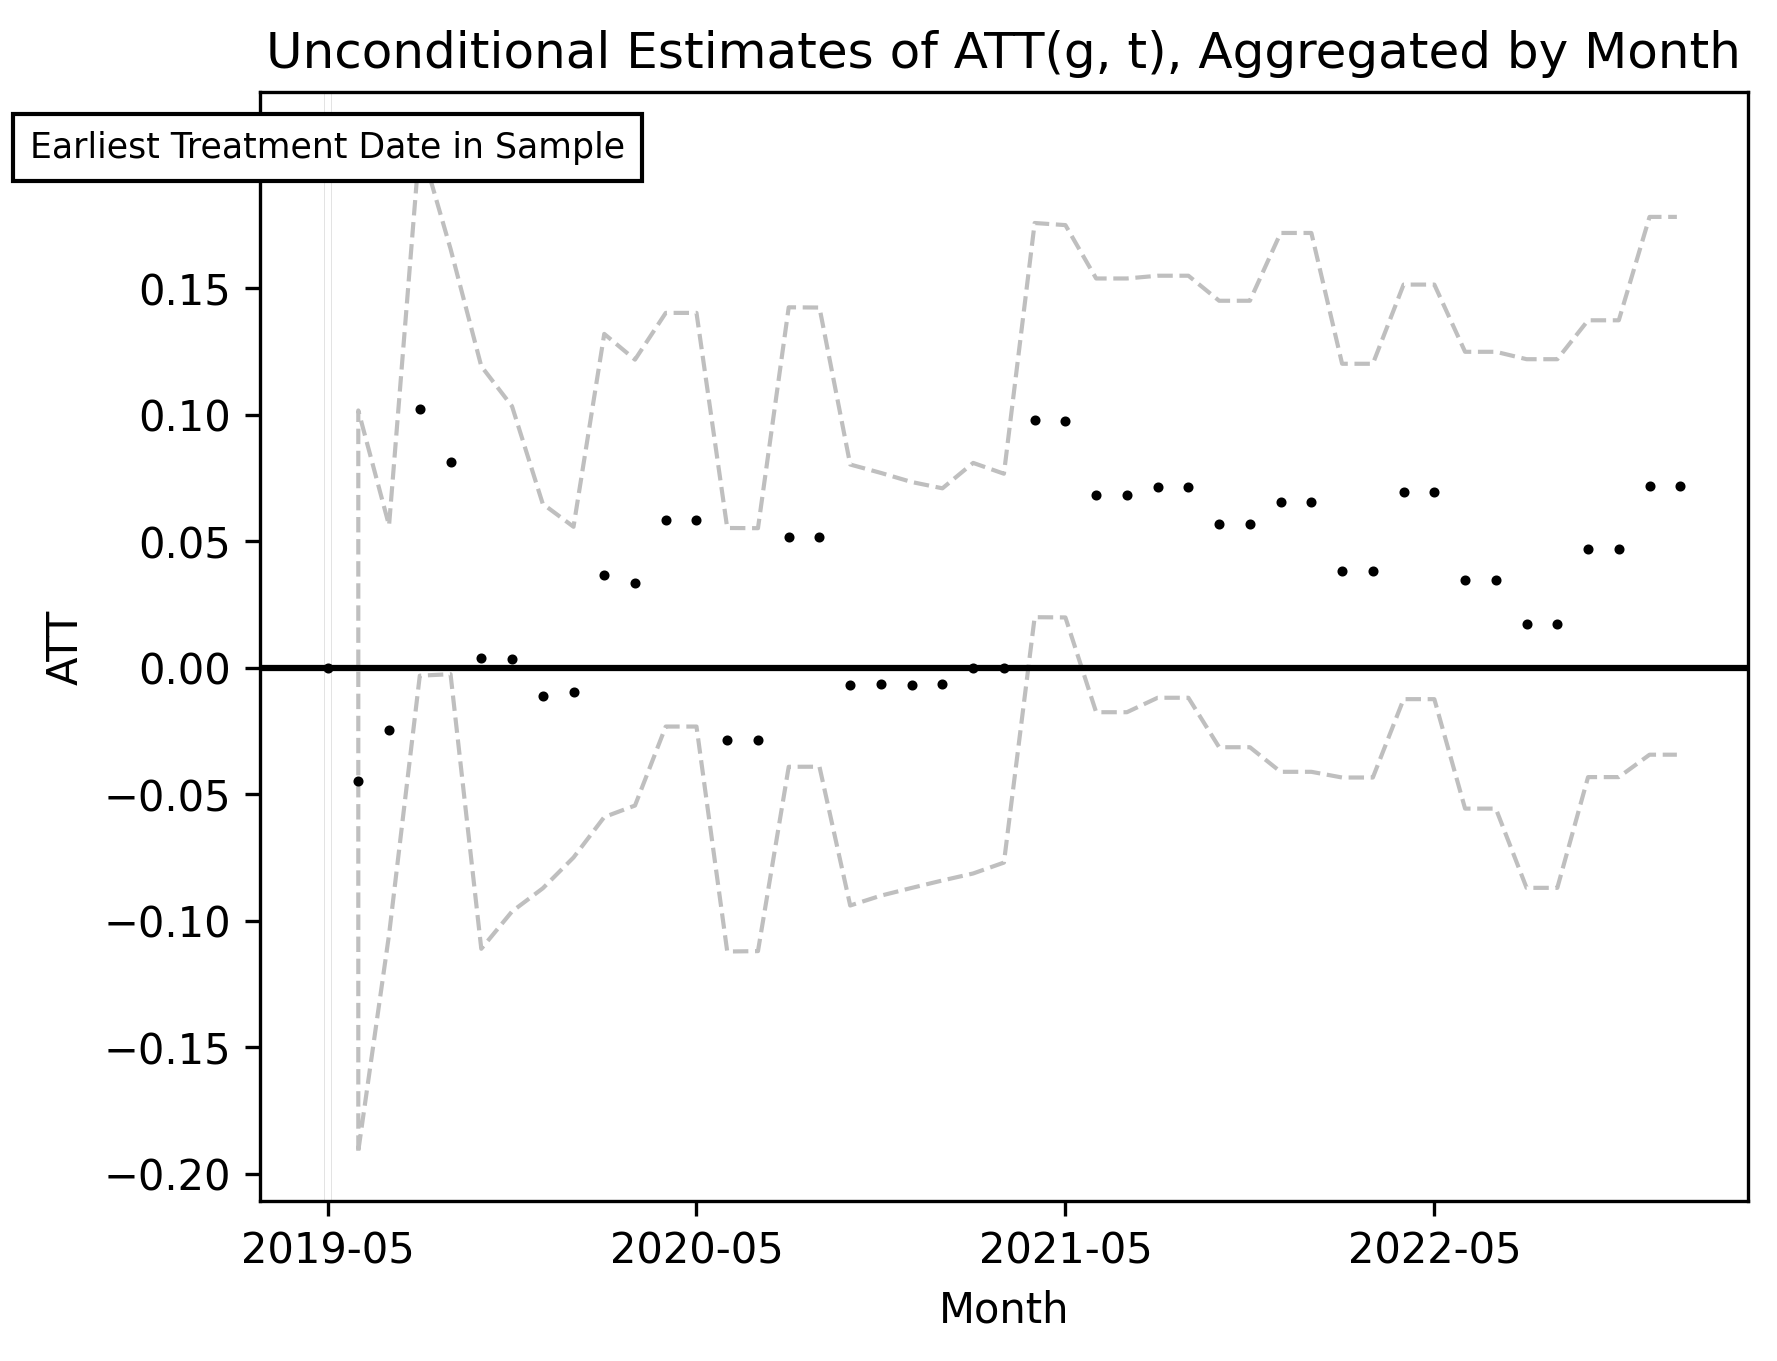 Unconditional Estimates of ATT(g, t), Aggregated by Month
Earliest Treatment Date in Sample
0.15
0.10
0.05
0.00
−0.05
−0.10
−0.15
−0.20
ATT
2019-05 2020-05 2021-05 2022-05
Month